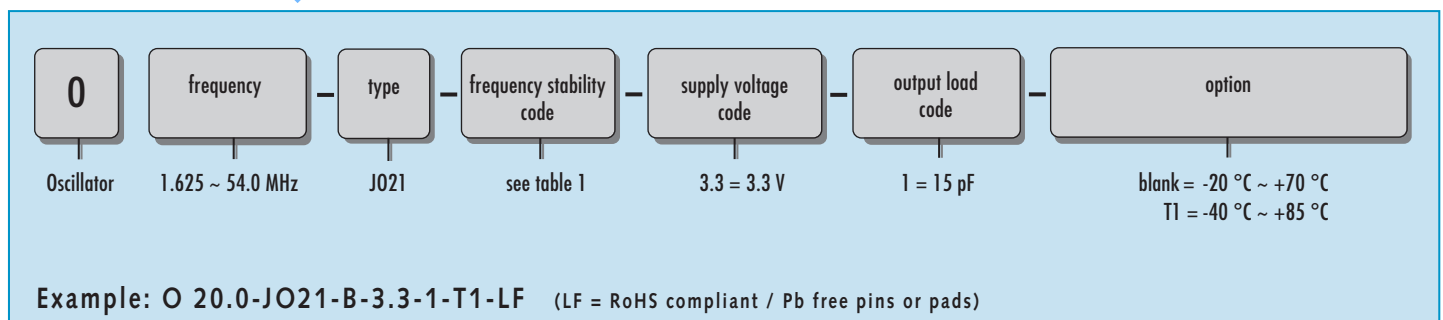 O
frequency
–
type
–
frequency stability
code
–
supply voltage
code
–
output load
code
–
option
Oscillator
1.625 ~ 54.0 MHz
JO21
see table 1
3.3 = 3.3 V
1 = 15 pF
blank = -20 °C ~ +70 °C
T1 = -40 °C ~ +85 °C
Example: O 20.0-JO21-B-3.3-1-T1-LF (LF = RoHS compliant / Pb free pins or pads)